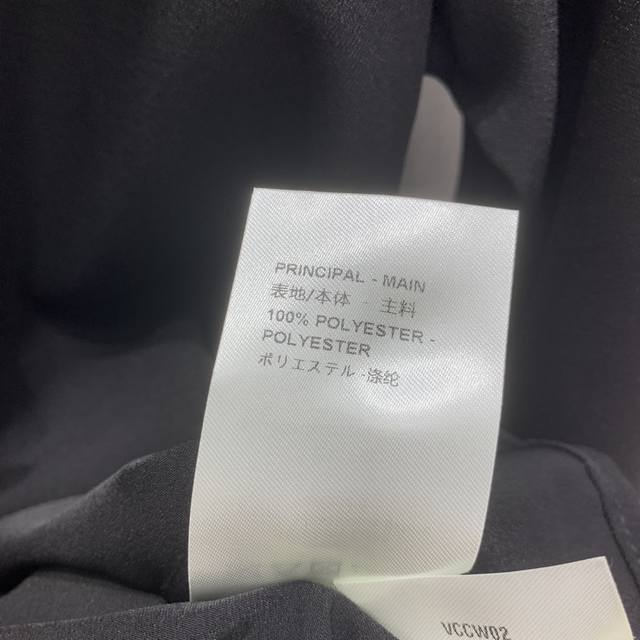 PRINCIPAL - MAIN
表地/本体 - 主料
100% POLYESTER -
POLYESTER
ポリエステル -涤纶
VCCW02